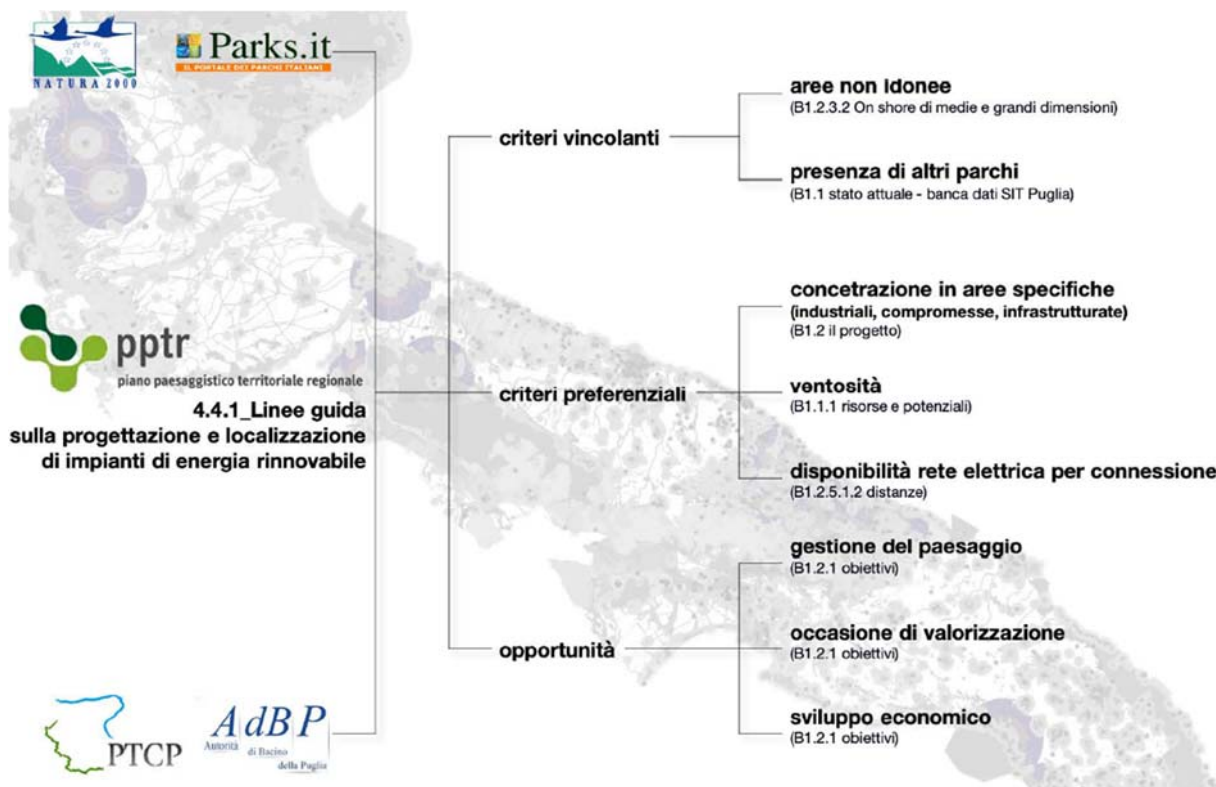 NATURA 2000
Parks.it
IL PORTALE DEI PARCHI ITALIANI
pptr
piano paesaggistico territoriale regionale
4.4.1_Linee guida
sulla progettazione e localizzazione
di impianti di energia rinnovabile
PTCP
AdBP
Autorità di Bacino della Puglia
criteri vincolanti
aree non idonee
(B1.2.3.2 On shore di medie e grandi dimensioni)
presenza di altri parchi
(B1.1 stato attuale - banca dati SIT Puglia)
criteri preferenziali
concetrazione in aree specifiche
(industriali, compromesse, infrastrutturate)
(B1.2 il progetto)
ventosità
(B1.1.1 risorse e potenziali)
disponibilità rete elettrica per connessione
(B1.2.5.1.2 distanze)
opportunità
gestione del paesaggio
(B1.2.1 obiettivi)
occasione di valorizzazione
(B1.2.1 obiettivi)
sviluppo economico
(B1.2.1 obiettivi)